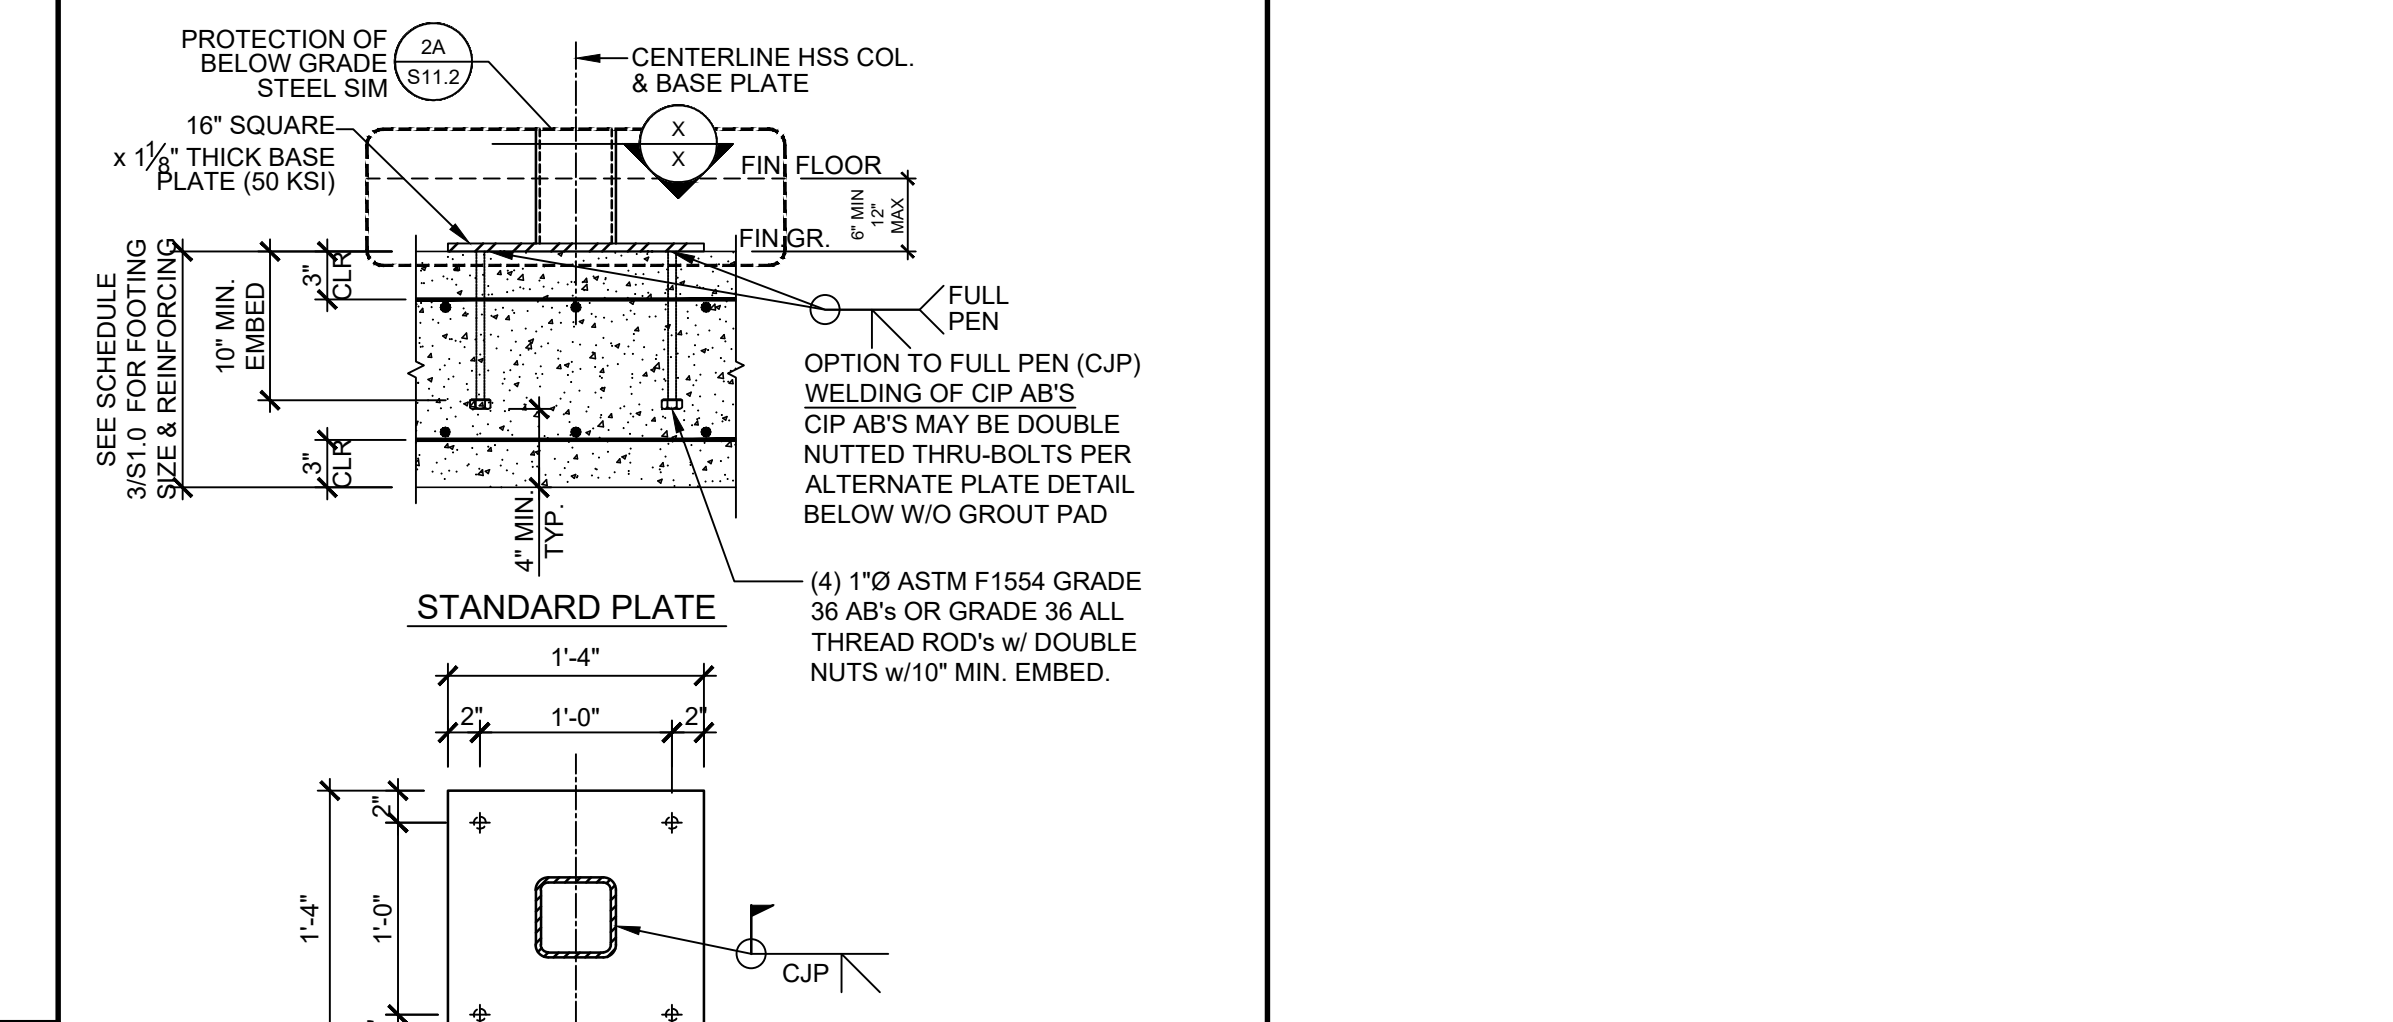 PROTECTION OF
BELOW GRADE
STEEL SIM
2A
S11.2
CENTERLINE HSS COL.
& BASE PLATE
16" SQUARE
x 1 1/8" THICK BASE
PLATE (50 KSI)
X
X
FIN. FLOOR
6" MIN
12"
MAX
FIN.GR.
SEE SCHEDULE
3/S1.0 FOR FOOTING
SIZE & REINFORCING
10" MIN.
EMBED
3"
CLR
3"
CLR
FULL
PEN
OPTION TO FULL PEN (CJP)
WELDING OF CIP AB'S
CIP AB'S MAY BE DOUBLE
NUTTED THRU-BOLTS PER
ALTERNATE PLATE DETAIL
BELOW W/O GROUT PAD
4" MIN.
TYP.
(4) 1"Ø ASTM F1554 GRADE
36 AB's OR GRADE 36 ALL
THREAD ROD's w/ DOUBLE
NUTS w/10" MIN. EMBED.
STANDARD PLATE
1'-4"
2"
1'-0"
2"
2"
1'-4"
1'-0"
CJP